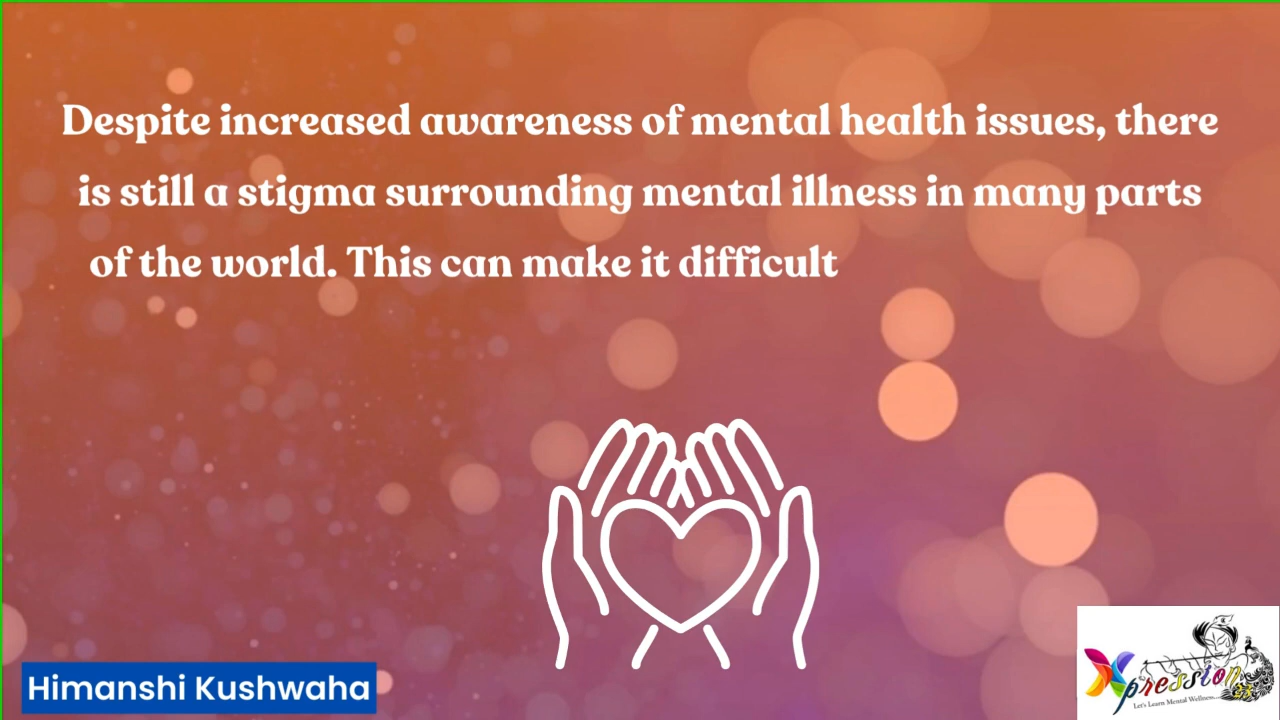 Despite increased awareness of mental health issues, there
is still a stigma surrounding mental illness in many parts
of the world. This can make it difficult
Himanshi Kushwaha
Xpression
Let's Learn Mental Wellness...